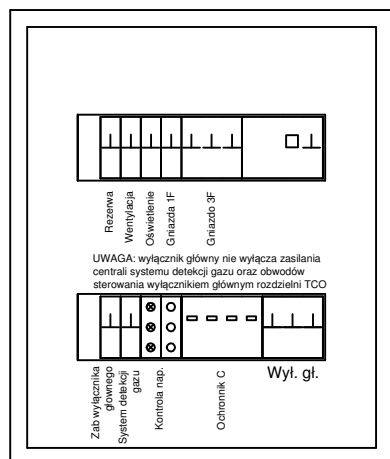 Rezerwa
Wentylacja
Oświetlenie
Gniazda 1F
Gniazdo 3F
UWAGA: wyłącznik główny nie wyłącza zasilania
centrali systemu detekcji gazu oraz obwodów
sterowania wyłącznikiem głównym rozdzielni TCO
Zab wyłącznika
głownego
System detekcji
gazu
Kontrola nap.
Ochronnik C
Wył. gł.